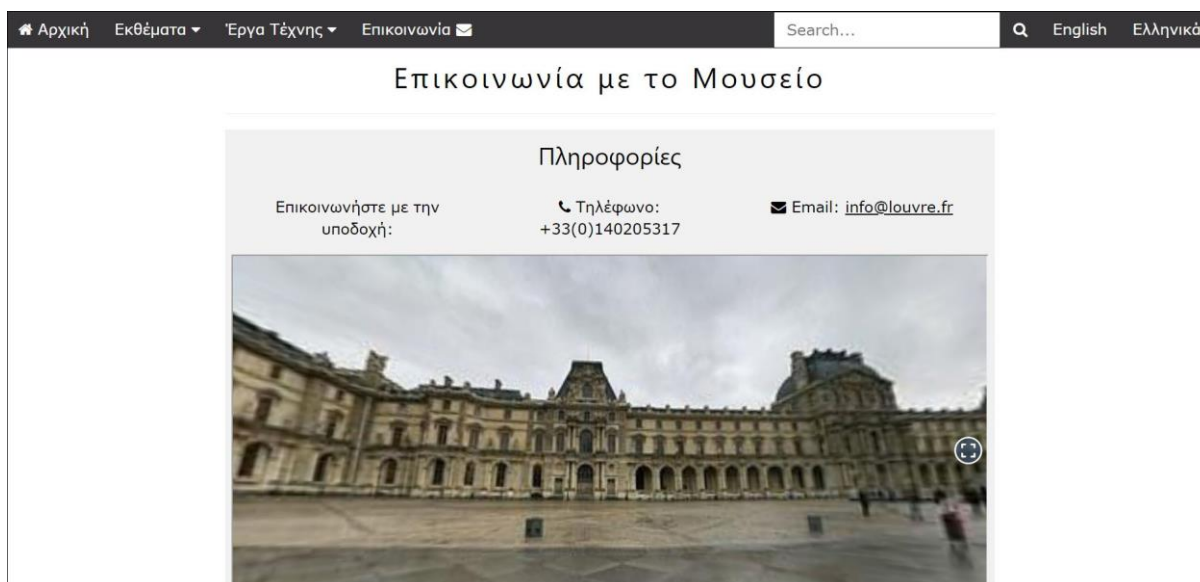 Αρχική Εκθέματα Έργα Τέχνης Επικοινωνία Search... English Ελληνικά
Επικοινωνία με το Μουσείο
Πληροφορίες
Επικοινωνήστε με την
υποδοχή:
Τηλέφωνο:
+33(0)140205317
Email: info@louvre.fr